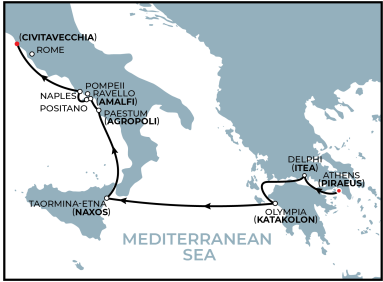 (CIVITAVECCHIA)
ROME
POMPEII
NAPLES
RAVELLO
(AMALFI)
POSITANO
PAESTUM
(AGROPOLI)
DELPHI
(ITEA)
ATHENS
(PIRAEUS)
TAORMINA-ETNA
(NAXOS)
OLYMPIA
(KATAKOLON)
MEDITERRANEAN
SEA